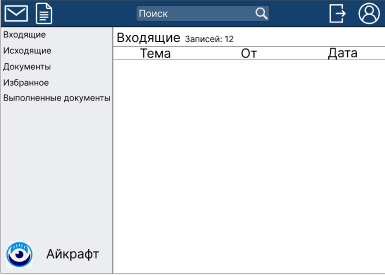 Поиск
Входящие
Исходящие
Документы
Избранное
Выполненные документы
Айкрафт
Входящие Записей: 12
Тема От Дата